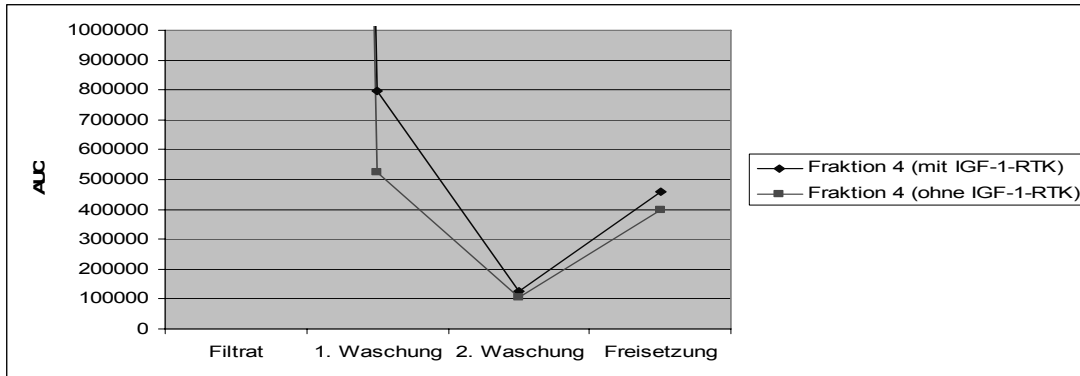 1000000
900000
800000
700000
600000
500000
400000
300000
200000
100000
0
AUC
Filtrat
1. Waschung
2. Waschung
Freisetzung
Fraktion 4 (mit IGF-1-RTK)
Fraktion 4 (ohne IGF-1-RTK)